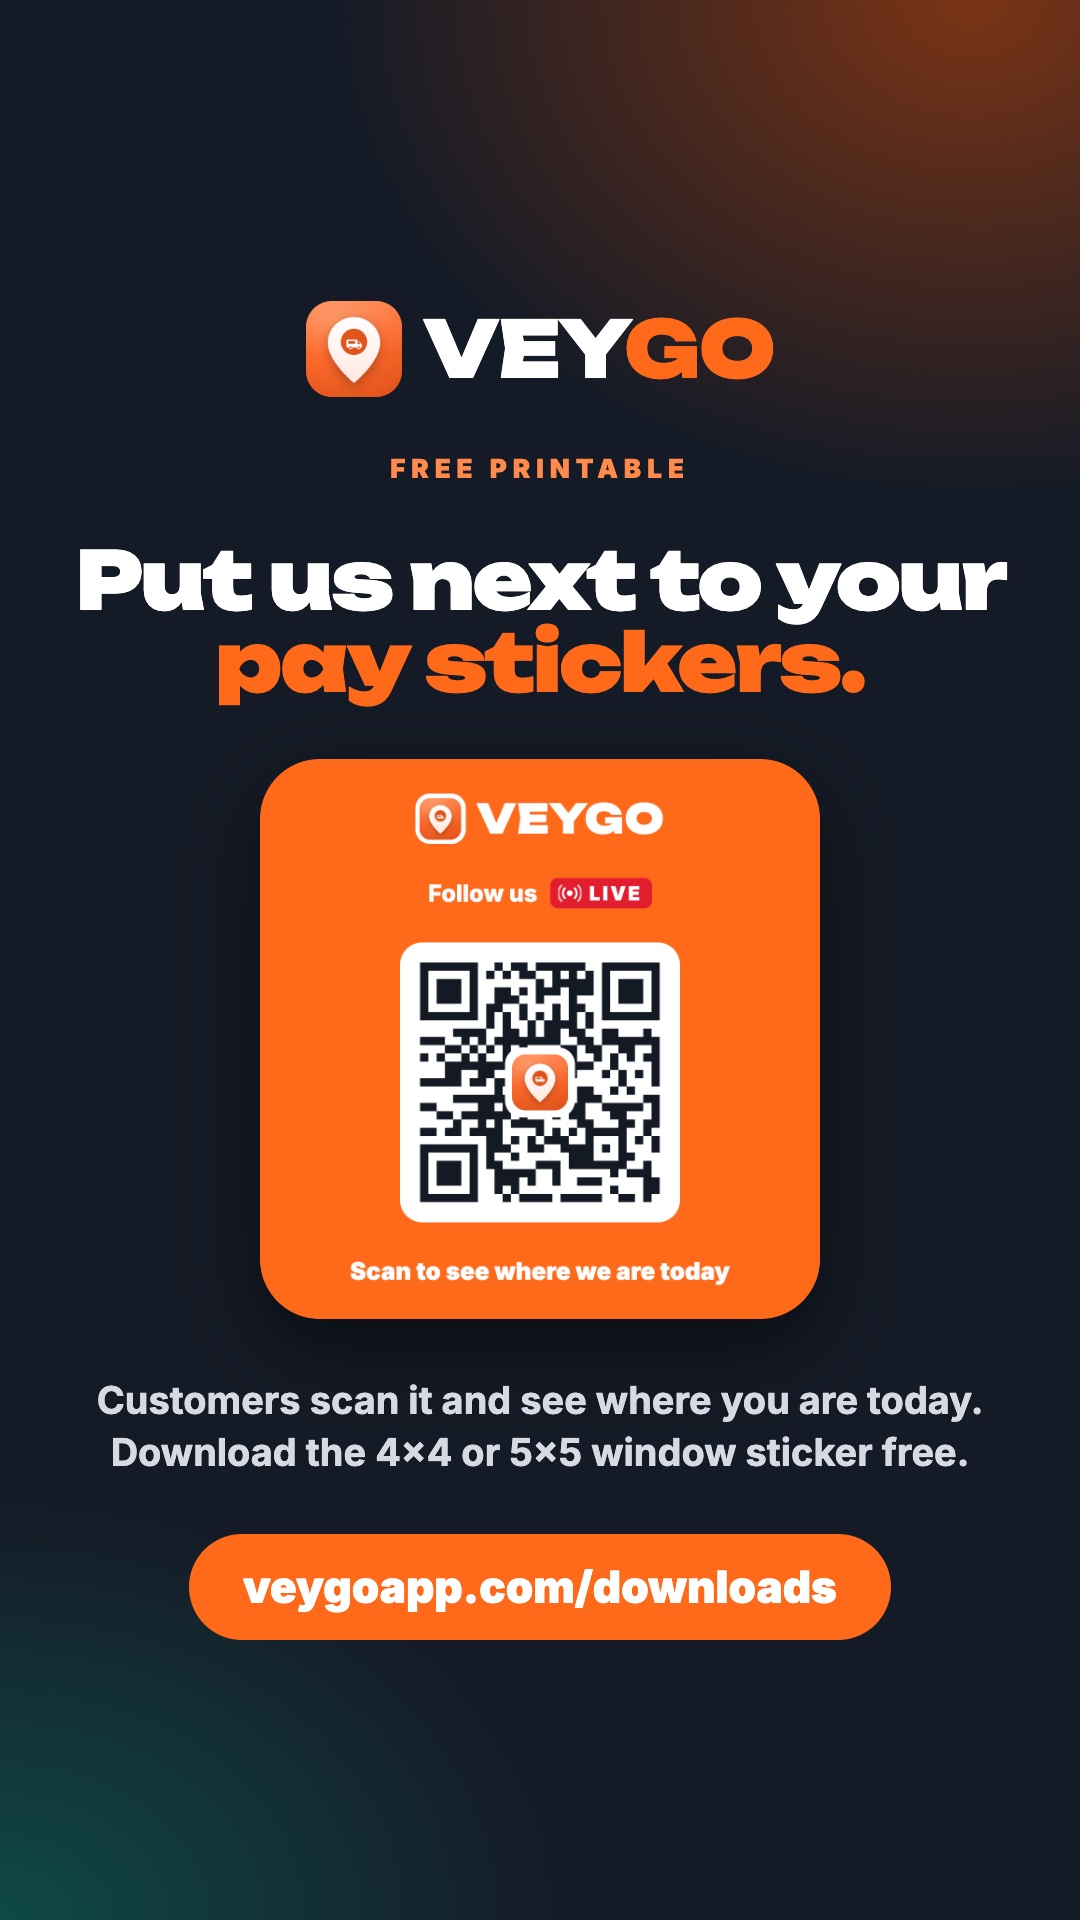 VEYGO
FREE PRINTABLE
Put us next to your
pay stickers.
VEYGO
Follow us LIVE
Scan to see where we are today
Customers scan it and see where you are today.
Download the 4×4 or 5×5 window sticker free.
veygoapp.com/downloads